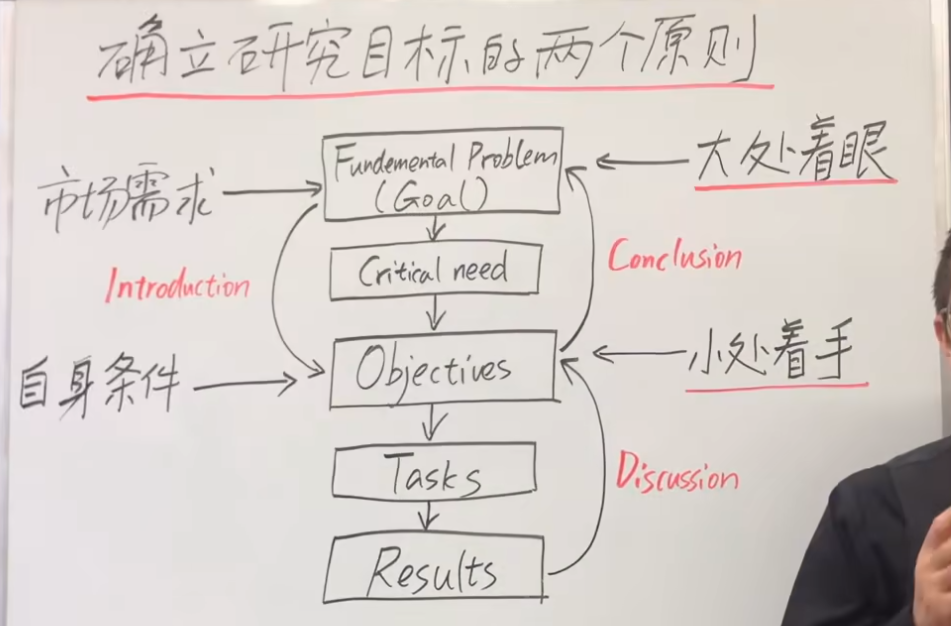 确立研究目标的两个原则
Fundemental Problem
(Goal)
市场需求
大处着眼
Introduction
Critical need
Conclusion
自身条件
Objectives
小处着手
Tasks
Discussion
Results